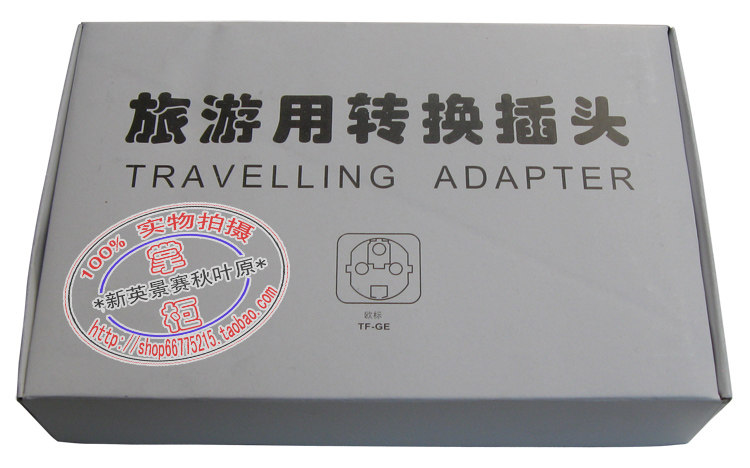 旅游用转换插头
TRAVELLING ADAPTER
100% 实物拍摄
掌
*新英景赛秋叶原*
柜
http://shop66775215.taobao.com
欧标
TF-GE